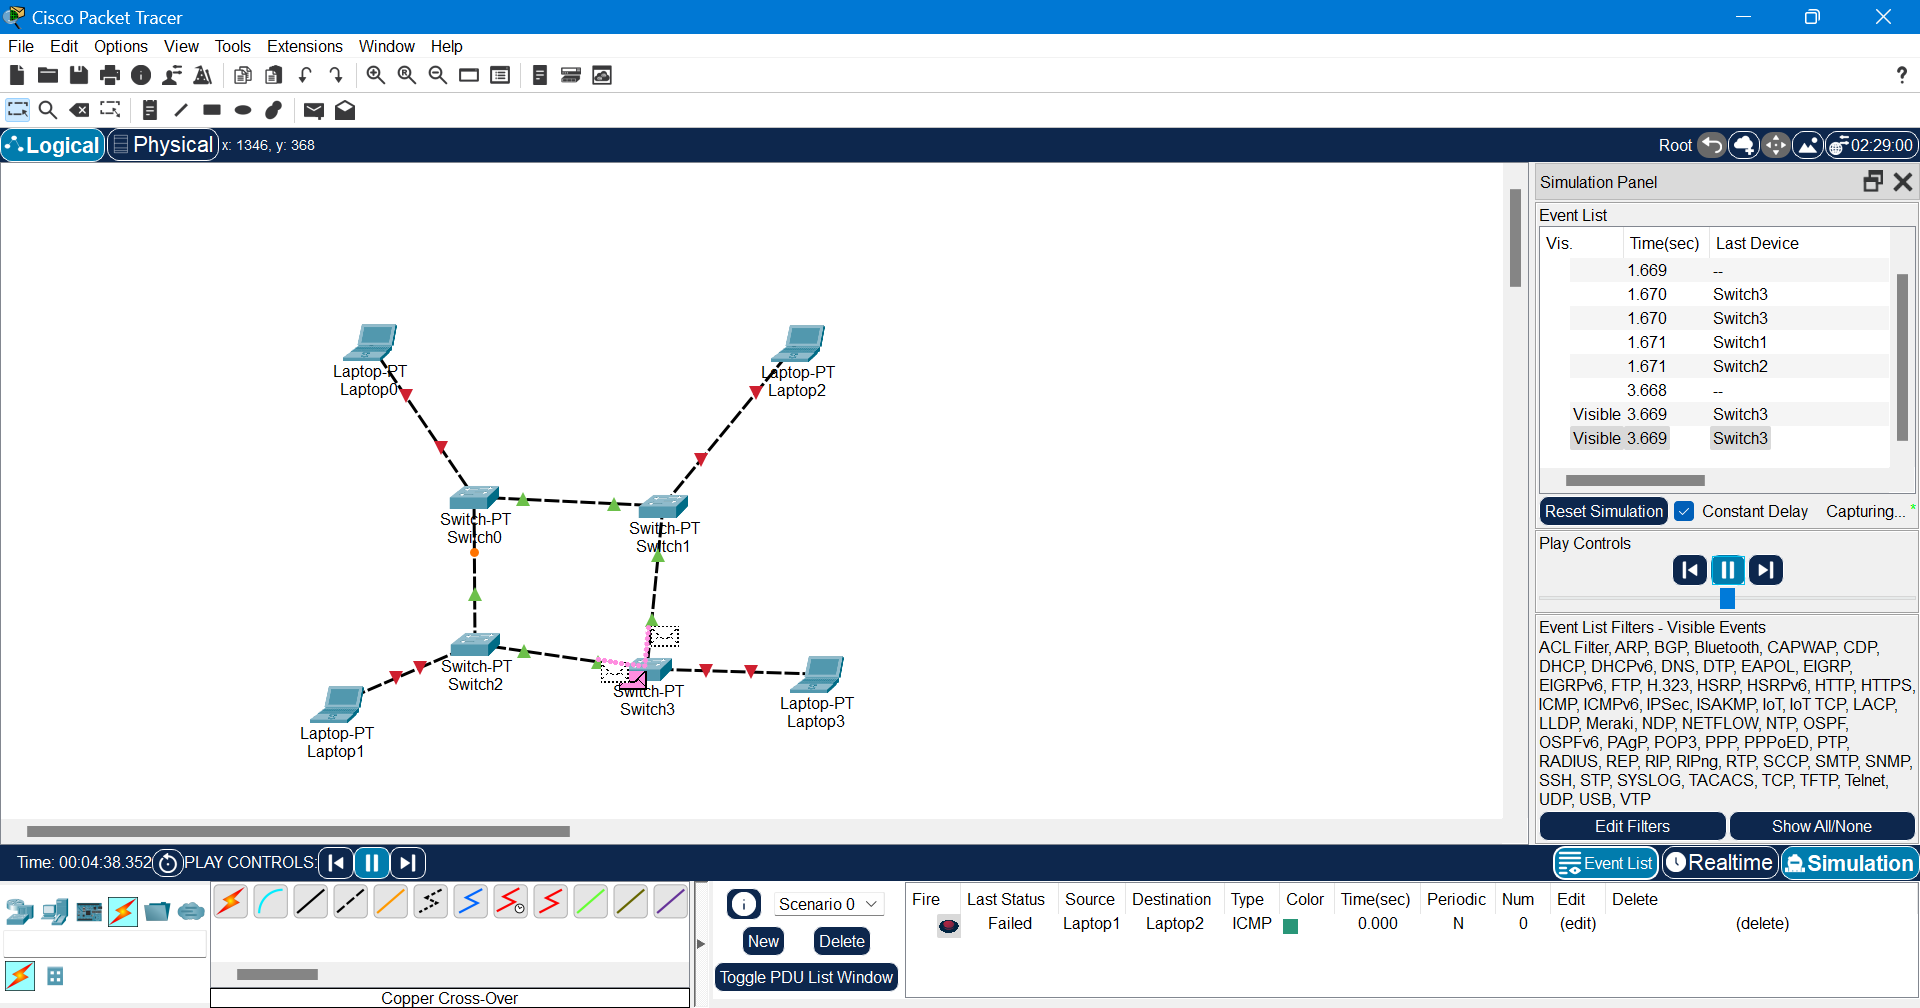 Cisco Packet Tracer
File Edit Options View Tools Extensions Window Help
?
Logical Physical x: 1346, y: 368 Root 02:29:00
Simulation Panel
Event List
Vis. Time(sec) Last Device
1.669 --
1.670 Switch3
1.670 Switch3
1.671 Switch1
1.671 Switch2
3.668 --
Visible 3.669 Switch3
Visible 3.669 Switch3
Reset Simulation Constant Delay Capturing... *
Play Controls
Event List Filters - Visible Events
ACL Filter, ARP, BGP, Bluetooth, CAPWAP, CDP,
DHCP, DHCPv6, DNS, DTP, EAPOL, EIGRP,
EIGRPv6, FTP, H.323, HSRP, HSRPv6, HTTP, HTTPS,
ICMP, ICMPv6, IPSec, ISAKMP, IoT, IoT TCP, LACP,
LLDP, Meraki, NDP, NETFLOW, NTP, OSPF,
OSPFv6, PAgP, POP3, PPP, PPPoED, PTP,
RADIUS, REP, RIP, RIPng, RTP, SCCP, SMTP, SNMP,
SSH, STP, SYSLOG, TACACS, TCP, TFTP, Telnet,
UDP, USB, VTP
Edit Filters Show All/None
Laptop-PT
Laptop0
Laptop-PT
Laptop2
Switch-PT
Switch0
Switch-PT
Switch1
Switch-PT
Switch2
Switch-PT
Switch3
Laptop-PT
Laptop1
Laptop-PT
Laptop3
Time: 00:04:38.352 PLAY CONTROLS: Event List Realtime Simulation
Scenario 0
New Delete
Toggle PDU List Window
Copper Cross-Over
Fire Last Status Source Destination Type Color Time(sec) Periodic Num Edit Delete
Failed Laptop1 Laptop2 ICMP 0.000 N 0 (edit) (delete)